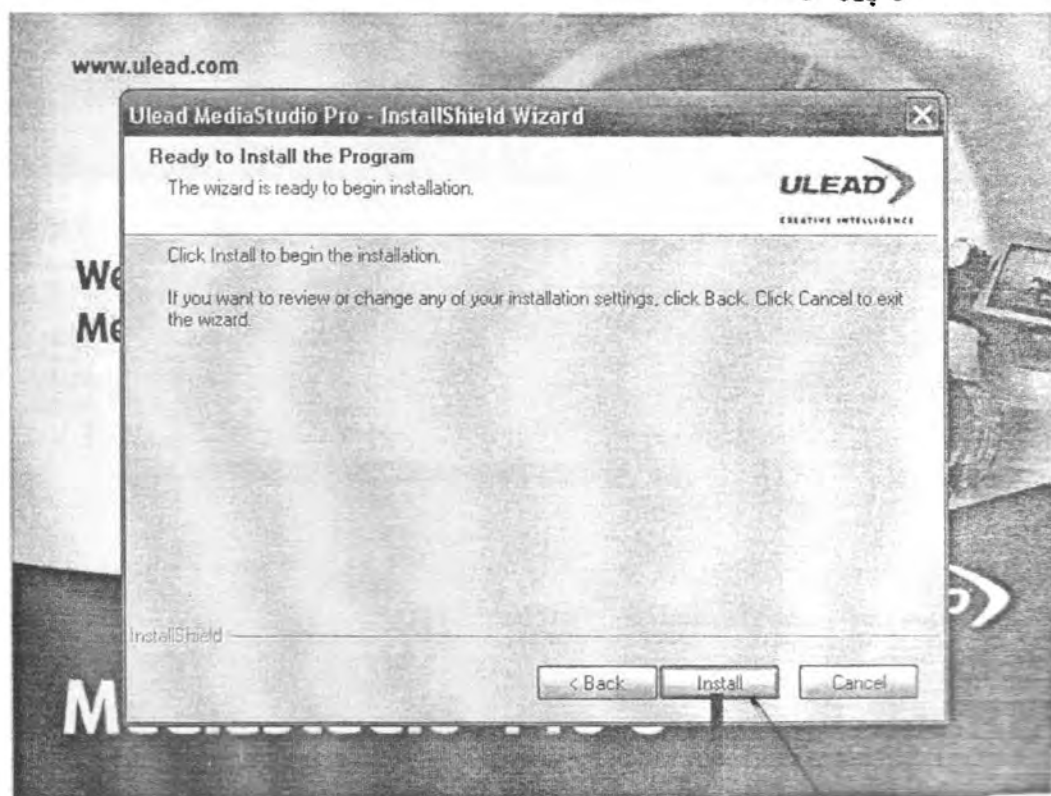 www.ulead.com
Ulead MediaStudio Pro - InstallShield Wizard
Ready to Install the Program
The wizard is ready to begin installation.
ULEAD
CREATIVE INTELLIGENCE
Click Install to begin the installation.
If you want to review or change any of your installation settings, click Back. Click Cancel to exit
the wizard.
We
Me
InstallShield
< Back
Install
Cancel